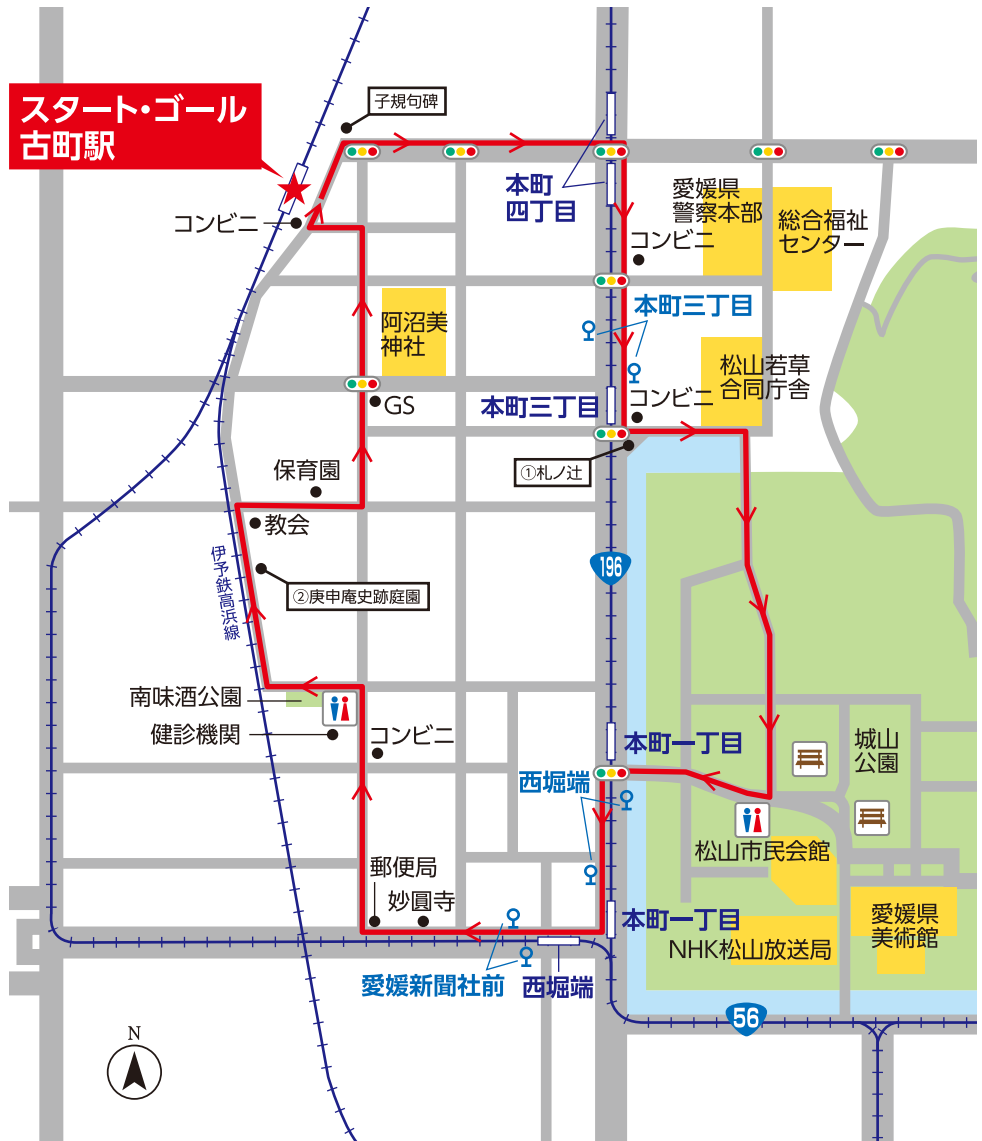 子規句碑
スタート・ゴール
古町駅
コンビニ
本町
四丁目
愛媛県
警察本部
総合福祉
センター
コンビニ
本町三丁目
阿沼美
神社
松山若草
合同庁舎
本町三丁目
コンビニ
GS
①札ノ辻
保育園
教会
196
伊予鉄高浜線
②庚申庵史跡庭園
南味酒公園
健診機関
コンビニ
本町一丁目
城山
公園
西堀端
松山市民会館
郵便局
妙圓寺
本町一丁目
愛媛県
美術館
NHK松山放送局
愛媛新聞社前
西堀端
56
N